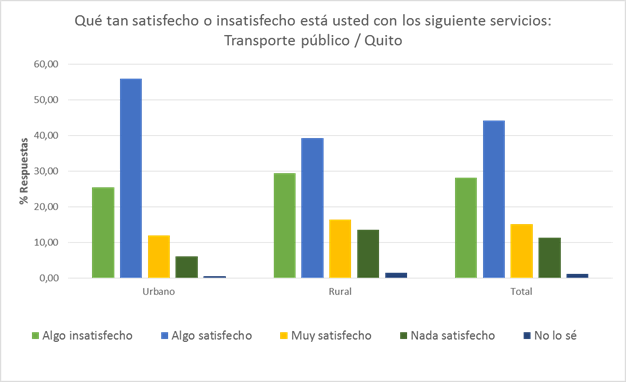 Qué tan satisfecho o insatisfecho está usted con los siguiente servicios:
Transporte público / Quito
60,00
50,00
40,00
30,00
20,00
10,00
0,00
% Respuestas
Urbano Rural Total
Algo insatisfecho Algo satisfecho Muy satisfecho Nada satisfecho No lo sé